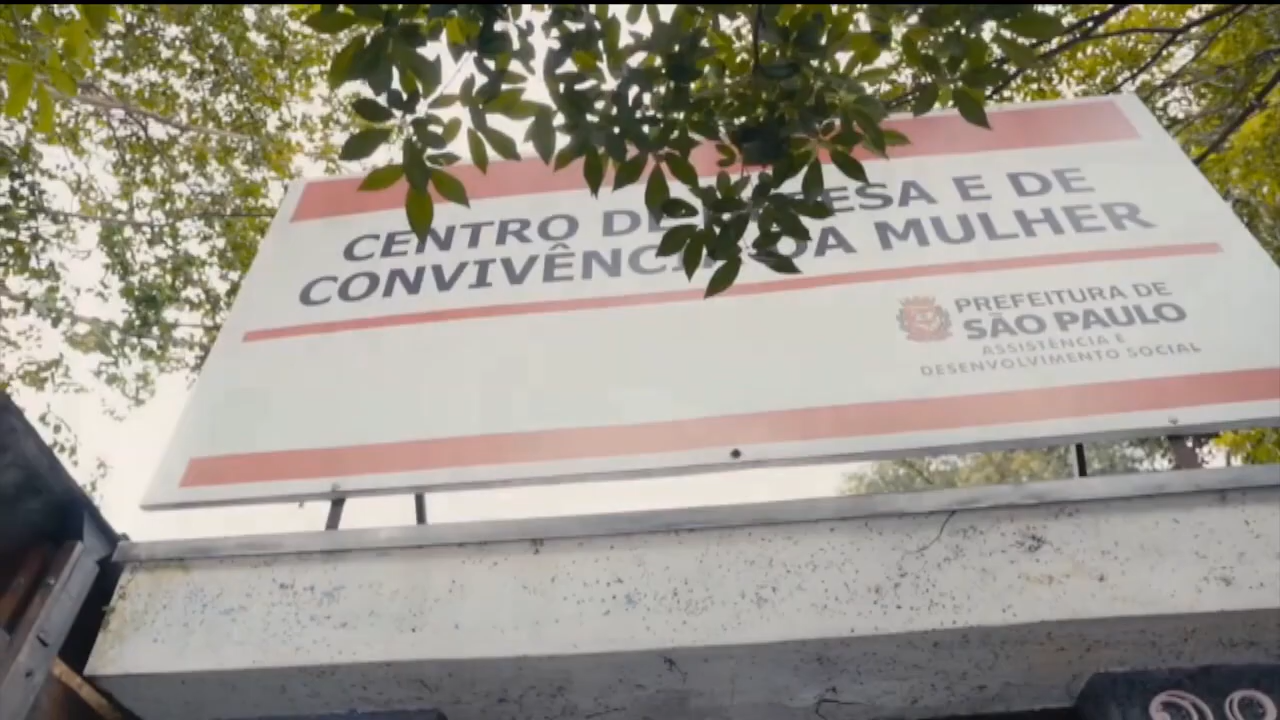 CENTRO DE DEFESA E DE
CONVIVÊNCIA DA MULHER
PREFEITURA DE
SÃO PAULO
ASSISTÊNCIA E
DESENVOLVIMENTO SOCIAL